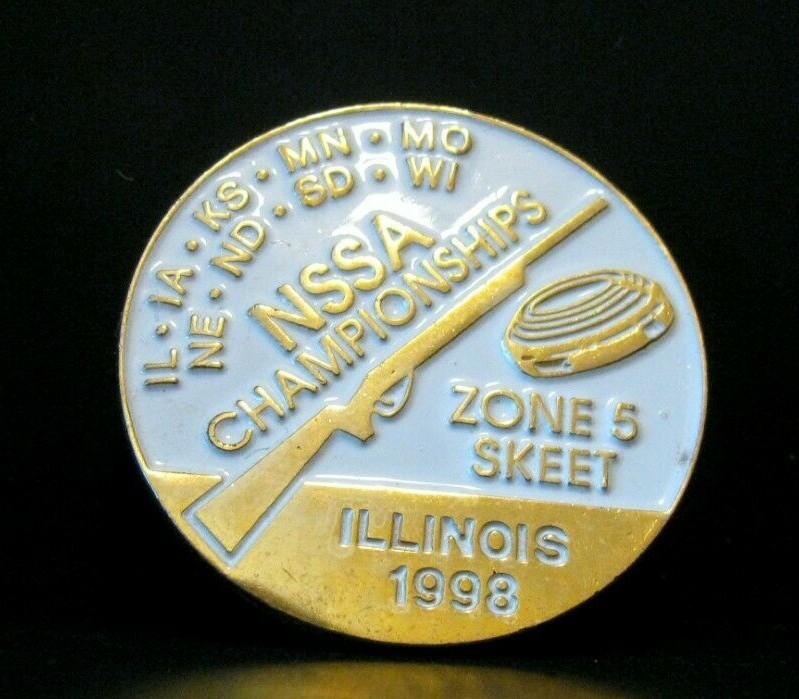 IL • IA • KS • MN • MO
NE • ND • SD • WI
NSSA
CHAMPIONSHIPS
ZONE 5
SKEET
ILLINOIS
1998